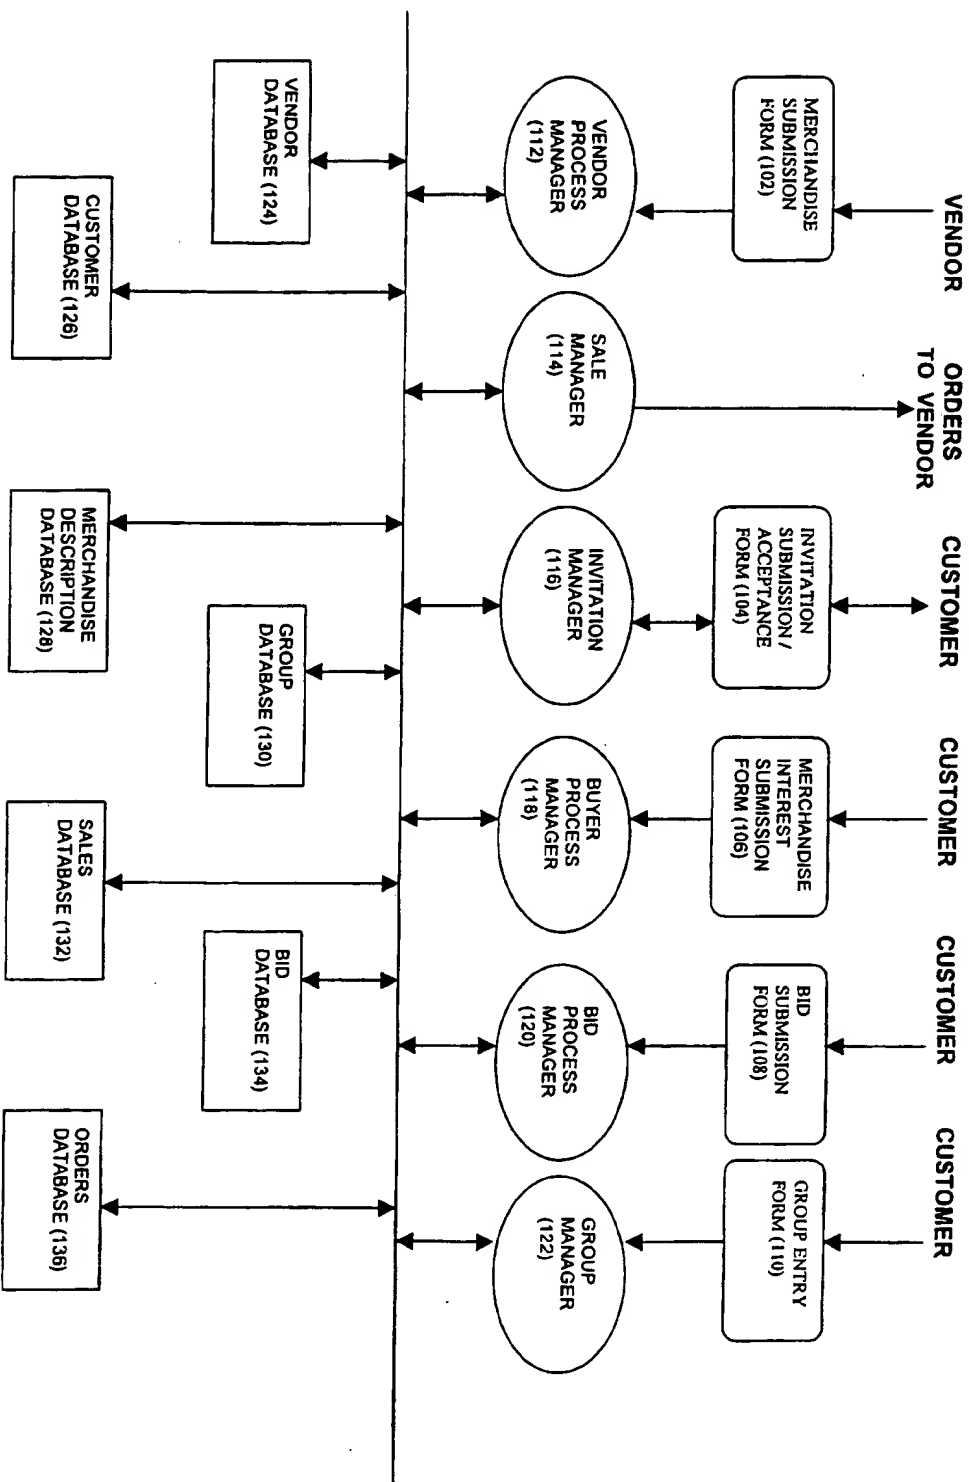 VENDOR
ORDERS
TO VENDOR
CUSTOMER
CUSTOMER
CUSTOMER
CUSTOMER
MERCHANDISE
SUBMISSION
FORM (102)
INVITATION
SUBMISSION /
ACCEPTANCE
FORM (104)
MERCHANDISE
INTEREST
SUBMISSION
FORM (106)
BID
SUBMISSION
FORM (108)
GROUP ENTRY
FORM (110)
VENDOR
PROCESS
MANAGER
(112)
SALE
MANAGER
(114)
INVITATION
MANAGER
(116)
BUYER
PROCESS
MANAGER
(118)
BID
PROCESS
MANAGER
(120)
GROUP
MANAGER
(122)
VENDOR
DATABASE (124)
GROUP
DATABASE (130)
BID
DATABASE (134)
CUSTOMER
DATABASE (126)
MERCHANDISE
DESCRIPTION
DATABASE (128)
SALES
DATABASE (132)
ORDERS
DATABASE (136)